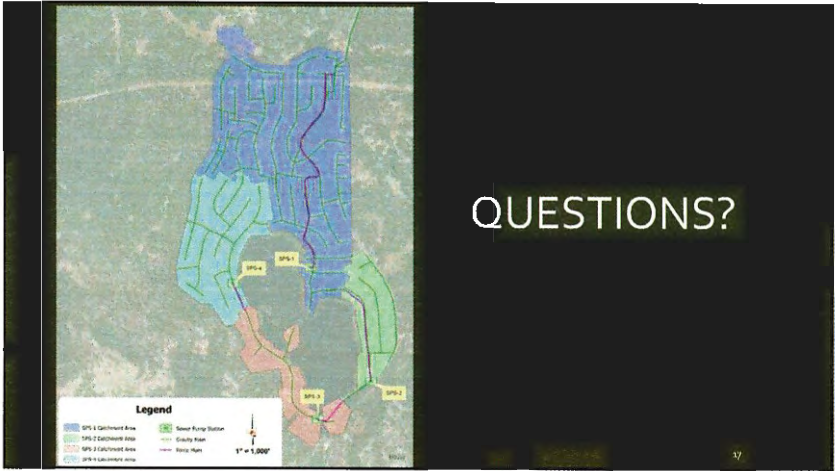 SPS-4
SPS-1
SPS-2
SPS-3
Legend
SPS-1 Catchment Area
SPS-2 Catchment Area
SPS-3 Catchment Area
SPS-4 Catchment Area
Sewer Pump Station
Gravity Main
Force Main
1" = 1,000'
QUESTIONS?
17